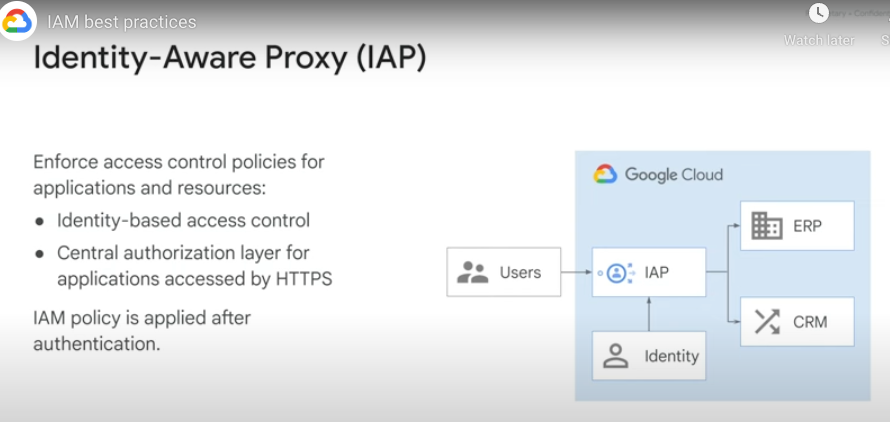 IAM best practices
Identity-Aware Proxy (IAP)
Watch later
Enforce access control policies for
applications and resources:
• Identity-based access control
• Central authorization layer for
applications accessed by HTTPS
IAM policy is applied after
authentication.
Google Cloud
Users
IAP
Identity
ERP
CRM